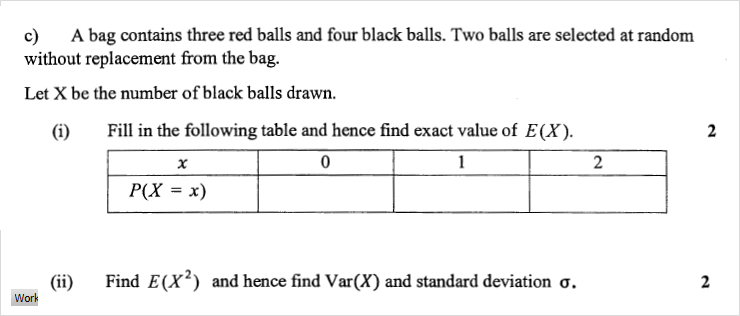 c) A bag contains three red balls and four black balls. Two balls are selected at random
without replacement from the bag.
Let X be the number of black balls drawn.
(i) Fill in the following table and hence find exact value of E(X). 2
x 0 1 2
P(X = x)
(ii) Find E(X²) and hence find Var(X) and standard deviation σ. 2
Work